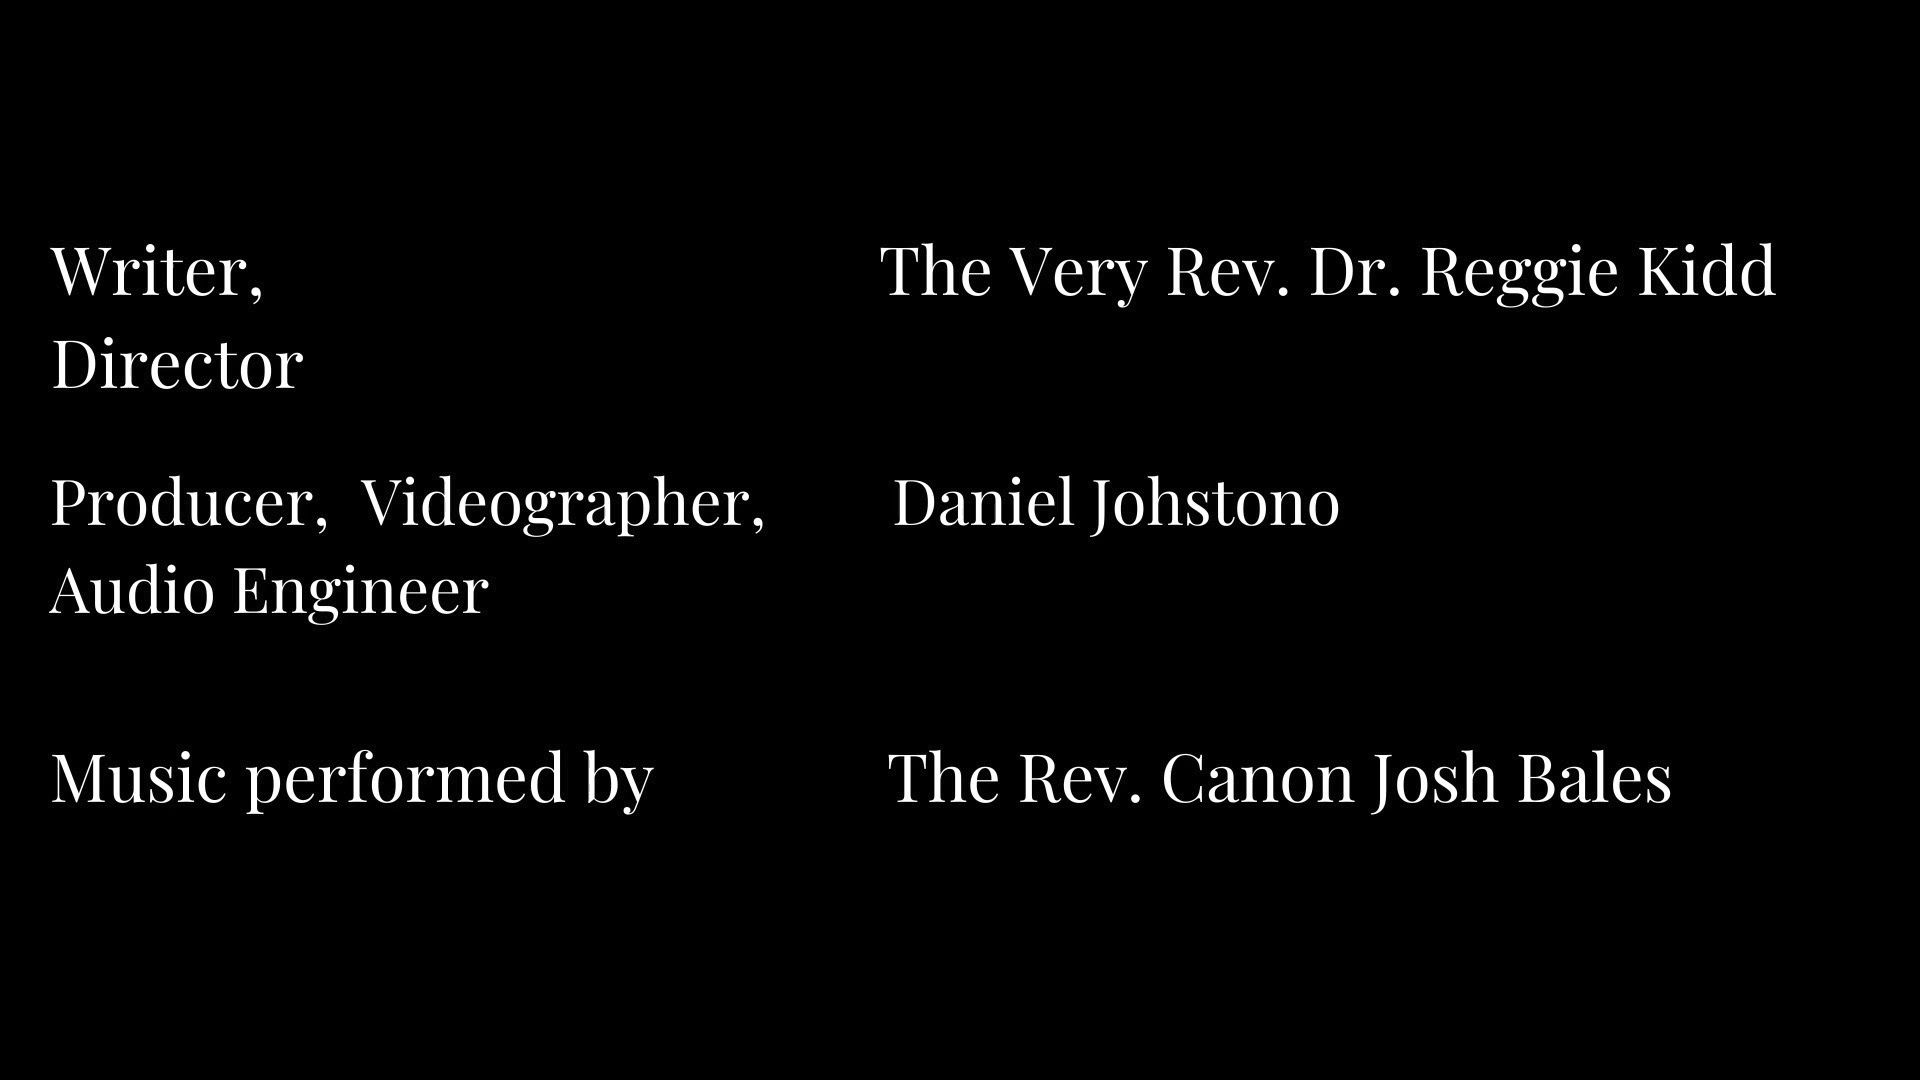 Writer, The Very Rev. Dr. Reggie Kidd
Director
Producer, Videographer, Daniel Johstono
Audio Engineer
Music performed by The Rev. Canon Josh Bales